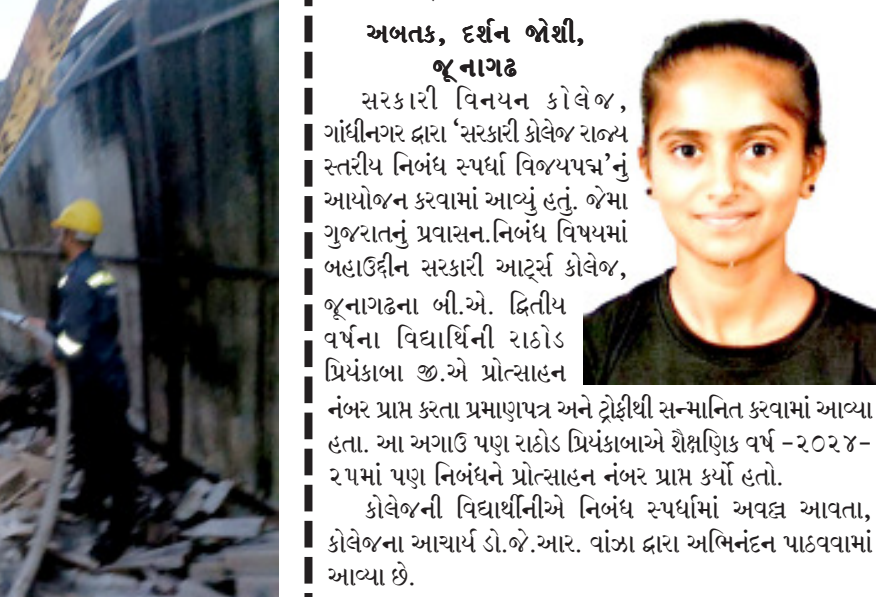 અબતક, દર્શન જોશી,
જૂનાગઢ
સરકારી વિનયન કોલેજ,
ગાંધીનગર દ્વારા ‘સરકારી કોલેજ રાજ્ય
સ્તરીય નિબંધ સ્પર્ધા વિજયપદ્મ’નું
આયોજન કરવામાં આવ્યું હતું. જેમા
ગુજરાતનું પ્રવાસન.નિબંધ વિષયમાં
બહાઉદ્દીન સરકારી આર્ટ્સ કોલેજ,
જૂનાગઢના બી.એ. દ્વિતીય
વર્ષના વિદ્યાર્થિની રાઠોડ
પ્રિયંકાબા જી.એ પ્રોત્સાહન
નંબર પ્રાપ્ત કરતા પ્રમાણપત્ર અને ટ્રોફીથી સન્માનિત કરવામાં આવ્યા
હતા. આ અગાઉ પણ રાઠોડ પ્રિયંકાબાએ શૈક્ષણિક વર્ષ -૨૦૨૪-
૨૫માં પણ નિબંધને પ્રોત્સાહન નંબર પ્રાપ્ત કર્યો હતો.
કોલેજની વિદ્યાર્થીનીએ નિબંધ સ્પર્ધામાં અવ્વલ આવતા,
કોલેજના આચાર્ય ડો.જે.આર. વાંઝા દ્વારા અભિનંદન પાઠવવામાં
આવ્યા છે.